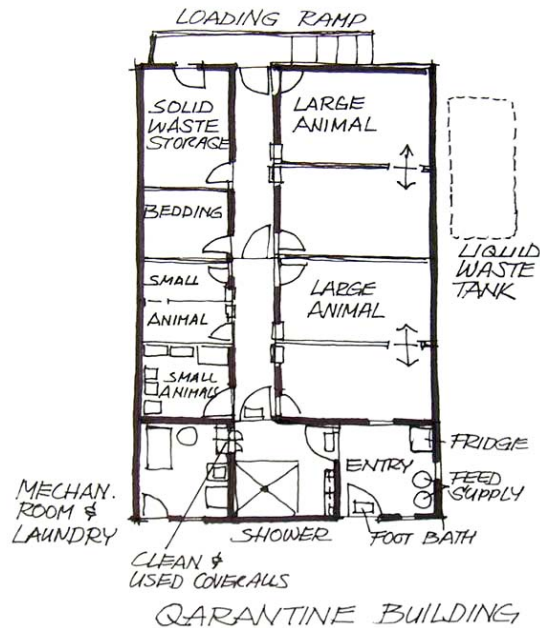 LOADING RAMP
SOLID
WASTE
STORAGE
LARGE
ANIMAL
BEDDING
LIQUID
WASTE
TANK
SMALL
ANIMAL
LARGE
ANIMAL
SMALL
ANIMALS
ENTRY
FRIDGE
FEED
SUPPLY
MECHAN.
ROOM &
LAUNDRY
SHOWER
FOOT BATH
CLEAN &
USED COVERALLS
QARANTINE BUILDING